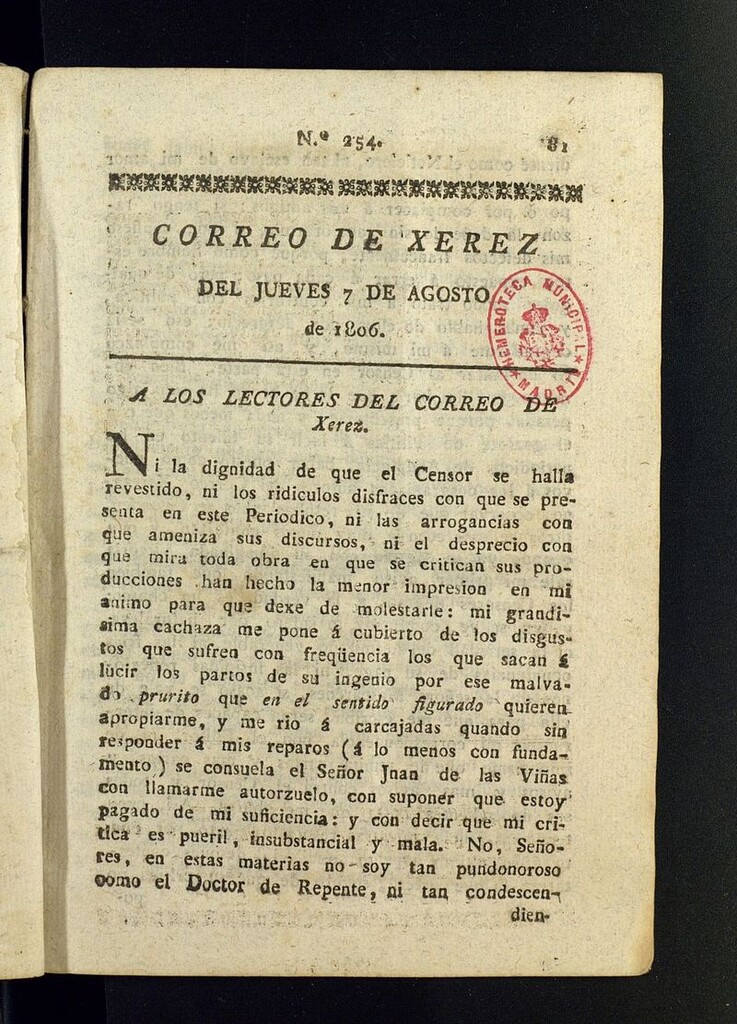 N.º 254. 81
CORREO DE XEREZ
DEL JUEVES 7 DE AGOSTO
de 1806.
HEMEROTECA MUNICIPAL
★ MADRID ★
A LOS LECTORES DEL CORREO DE
Xerez.
Ni la dignidad de que el Censor se halla
revestido, ni los ridiculos disfraces con que se pre-
senta en este Periodico, ni las arrogancias con
que ameniza sus discursos, ni el desprecio con
que mira toda obra en que se critican sus pro-
ducciones han hecho la menor impresion en mi
animo para que dexe de molestarle: mi grandi-
sima cachaza me pone á cubierto de los disgus-
tos que sufren con freqüencia los que sacan á
lucir los partos de su ingenio por ese malva-
do prurito que en el sentido figurado quieren
apropiarme, y me rio á carcajadas quando sin
responder á mis reparos (á lo menos con funda-
mento) se consuela el Señor Jnan de las Viñas
con llamarme autorzuelo, con suponer que estoy
pagado de mi suficiencia: y con decir que mi cri-
tica es pueril, insubstancial y mala. No, Seño-
res, en estas materias no soy tan pundonoroso
como el Doctor de Repente, ni tan condescen-
dien-